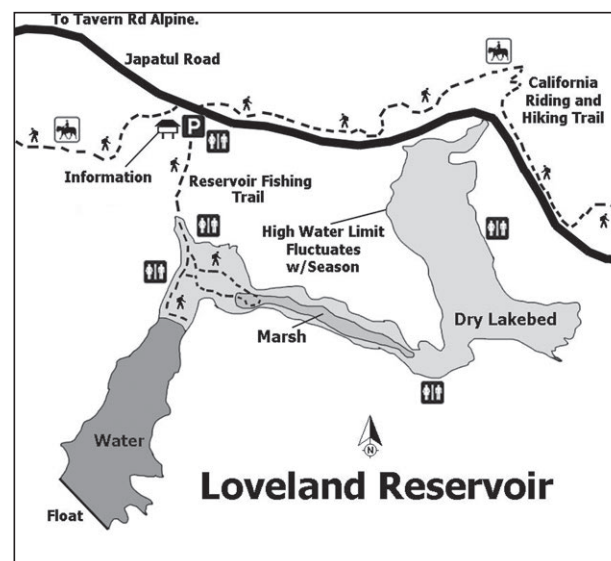 To Tavern Rd Alpine.
Japatul Road
California
Riding and
Hiking Trail
P
Information
Reservoir Fishing
Trail
High Water Limit
Fluctuates
w/Season
Marsh
Dry Lakebed
Water
N
Loveland Reservoir
Float